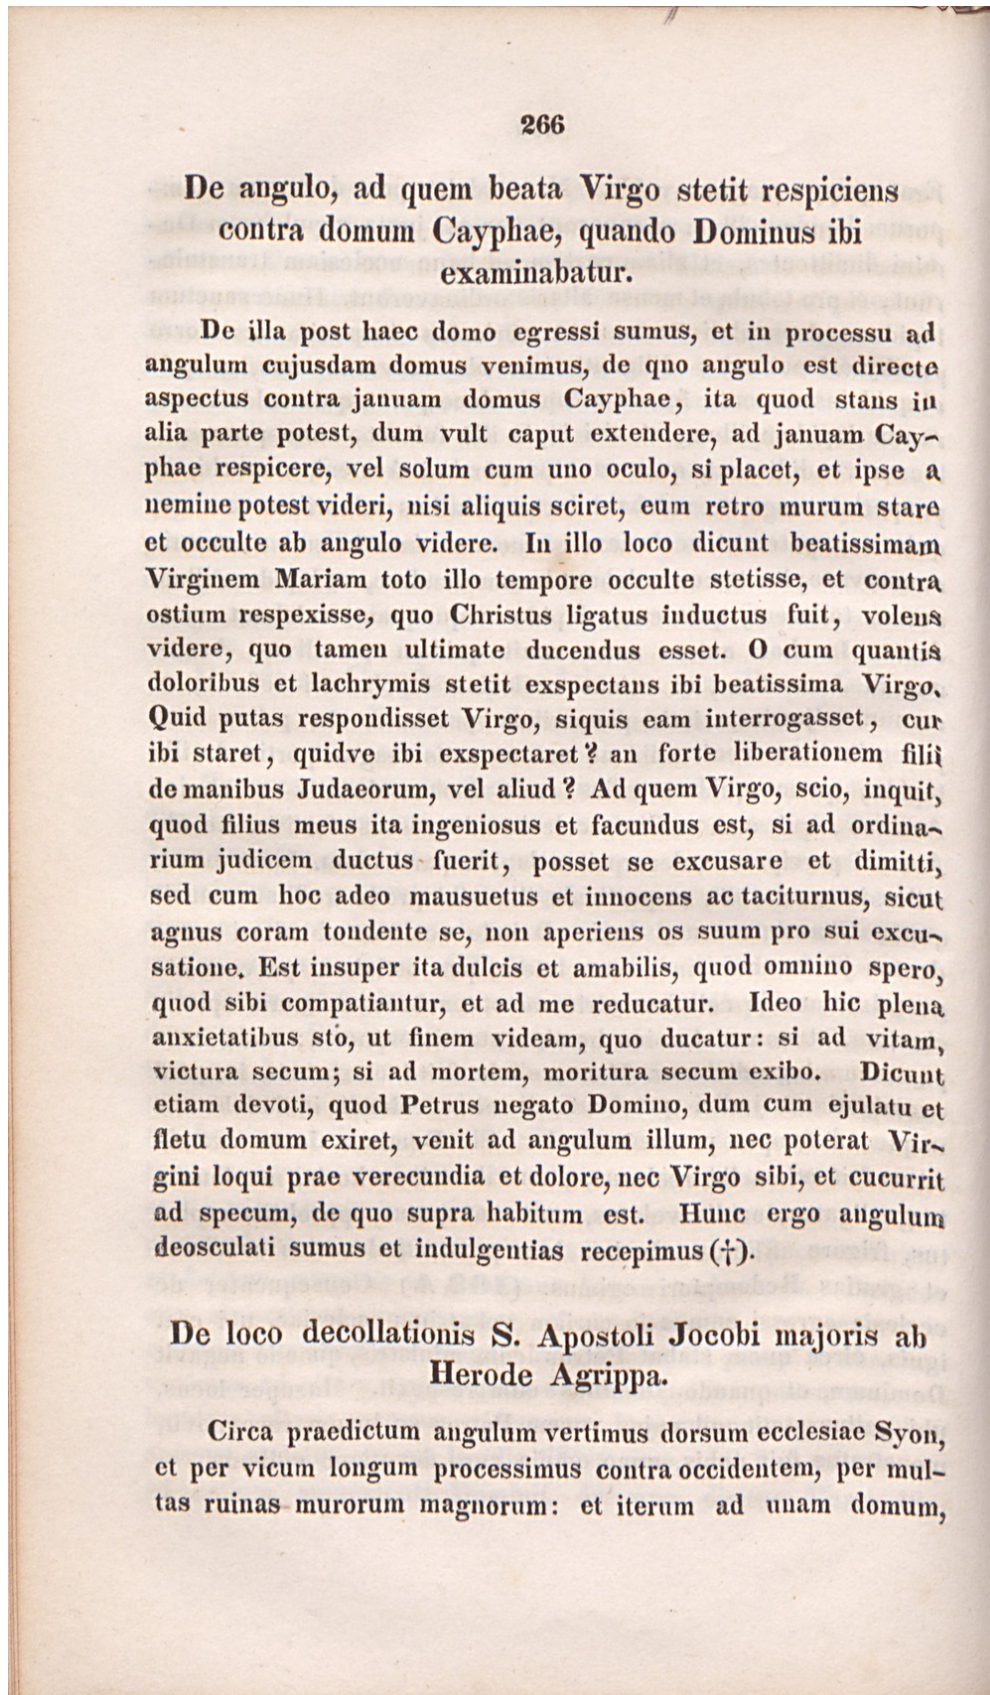 266
De angulo, ad quem beata Virgo stetit respiciens
contra domum Cayphae, quando Dominus ibi
examinabatur.
De illa post haec domo egressi sumus, et in processu ad
angulum cujusdam domus venimus, de quo angulo est directe
aspectus contra januam domus Cayphae, ita quod stans in
alia parte potest, dum vult caput extendere, ad januam Cay-
phae respicere, vel solum cum uno oculo, si placet, et ipse a
nemine potest videri, nisi aliquis sciret, eum retro murum stare
et occulte ab angulo videre. In illo loco dicunt beatissimam
Virginem Mariam toto illo tempore occulte stetisse, et contra
ostium respexisse, quo Christus ligatus inductus fuit, volens
videre, quo tamen ultimate ducendus esset. O cum quantis
doloribus et lachrymis stetit exspectans ibi beatissima Virgo.
Quid putas respondisset Virgo, siquis eam interrogasset, cur
ibi staret, quidve ibi exspectaret? an forte liberationem filii
de manibus Judaeorum, vel aliud? Ad quem Virgo, scio, inquit,
quod filius meus ita ingeniosus et facundus est, si ad ordina-
rium judicem ductus fuerit, posset se excusare et dimitti,
sed cum hoc adeo mausuetus et innocens ac taciturnus, sicut
agnus coram tondente se, non aperiens os suum pro sui excu-
satione. Est insuper ita dulcis et amabilis, quod omnino spero,
quod sibi compatiantur, et ad me reducatur. Ideo hic plena
anxietatibus sto, ut finem videam, quo ducatur: si ad vitam,
victura secum; si ad mortem, moritura secum exibo. Dicunt
etiam devoti, quod Petrus negato Domino, dum cum ejulatu et
fletu domum exiret, venit ad angulum illum, nec poterat Vir-
gini loqui prae verecundia et dolore, nec Virgo sibi, et cucurrit
ad specum, de quo supra habitum est. Hunc ergo angulum
deosculati sumus et indulgentias recepimus (†).
De loco decollationis S. Apostoli Jocobi majoris ab
Herode Agrippa.
Circa praedictum angulum vertimus dorsum ecclesiae Syon,
et per vicum longum processimus contra occidentem, per mul-
tas ruinas murorum magnorum: et iterum ad unam domum,